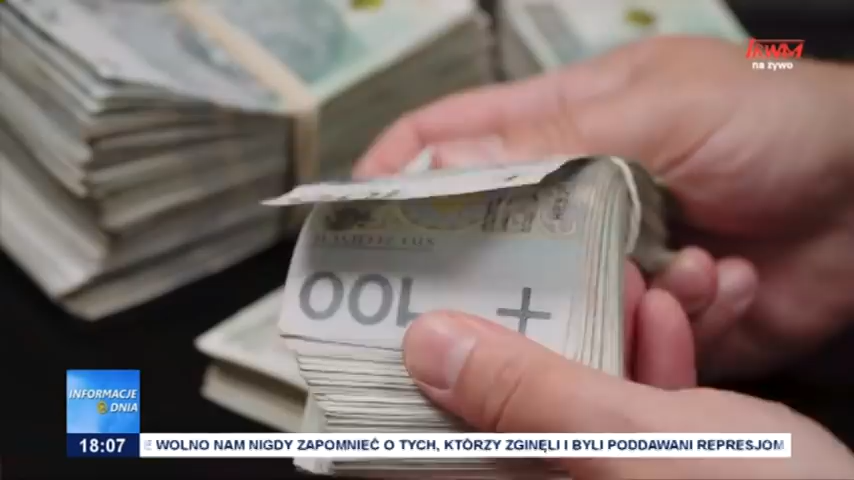 TRWAM
na żywo
100
+
INFORMACJE
DNIA
18:07
E WOLNO NAM NIGDY ZAPOMNIEĆ O TYCH, KTÓRZY ZGINĘLI I BYLI PODDAWANI REPRESJOM